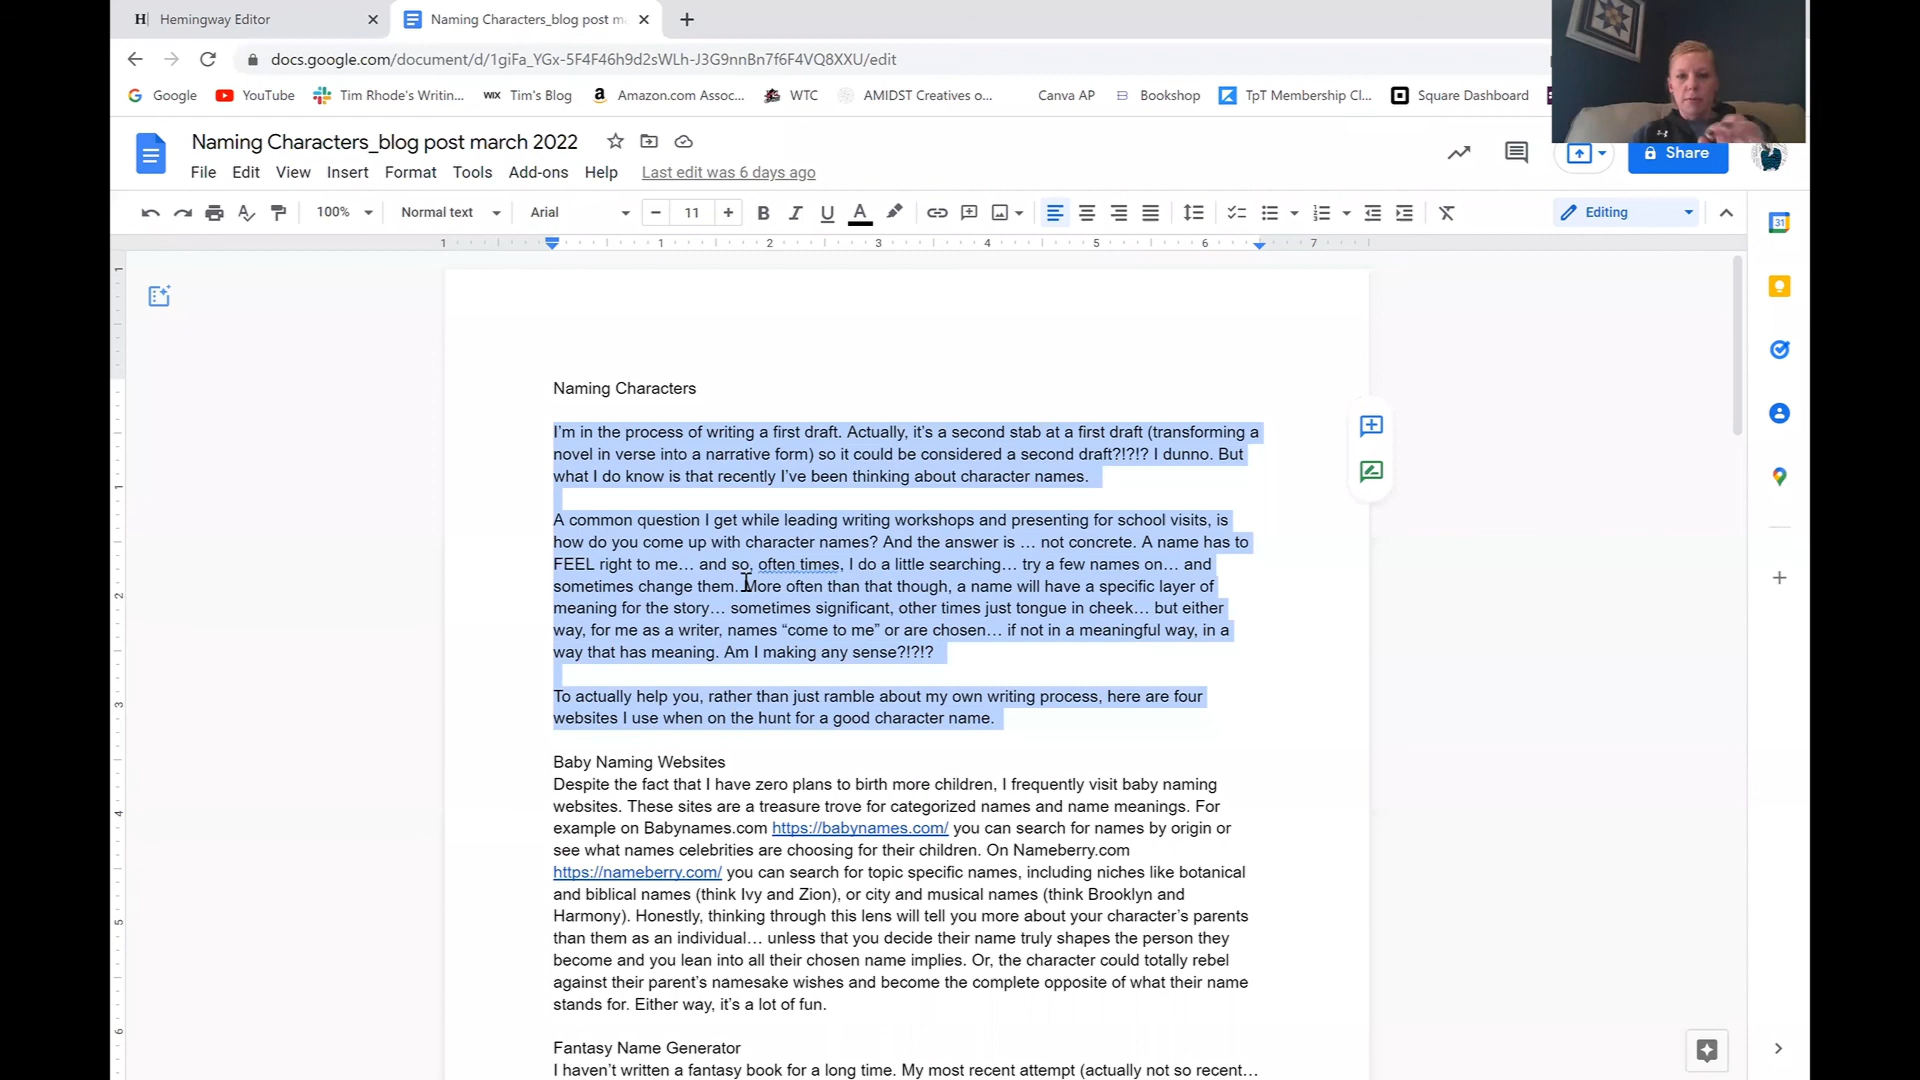 Hemingway Editor
Naming Characters_blog post m
docs.google.com/document/d/1giFa_YGx-5F4F46h9d2sWLh-J3G9nnBn7f6F4VQ8XXU/edit
Google YouTube Tim Rhode's Writin... WIX Tim's Blog Amazon.com Assoc... WTC AMIDST Creatives o... Canva AP Bookshop TpT Membership Cl... Square Dashboard
Naming Characters_blog post march 2022
Share
File Edit View Insert Format Tools Add-ons Help Last edit was 6 days ago
100% Normal text Arial 11 B I U A Editing
1 1 2 3 4 5 6 7
31
1
1
2
3
4
5
6
Naming Characters
I'm in the process of writing a first draft. Actually, it's a second stab at a first draft (transforming a
novel in verse into a narrative form) so it could be considered a second draft?!?!? I dunno. But
what I do know is that recently I've been thinking about character names.
A common question I get while leading writing workshops and presenting for school visits, is
how do you come up with character names? And the answer is … not concrete. A name has to
FEEL right to me… and so, often times, I do a little searching… try a few names on… and
sometimes change them. More often than that though, a name will have a specific layer of
meaning for the story… sometimes significant, other times just tongue in cheek… but either
way, for me as a writer, names “come to me” or are chosen… if not in a meaningful way, in a
way that has meaning. Am I making any sense?!?!?
To actually help you, rather than just ramble about my own writing process, here are four
websites I use when on the hunt for a good character name.
Baby Naming Websites
Despite the fact that I have zero plans to birth more children, I frequently visit baby naming
websites. These sites are a treasure trove for categorized names and name meanings. For
example on Babynames.com https://babynames.com/ you can search for names by origin or
see what names celebrities are choosing for their children. On Nameberry.com
https://nameberry.com/ you can search for topic specific names, including niches like botanical
and biblical names (think Ivy and Zion), or city and musical names (think Brooklyn and
Harmony). Honestly, thinking through this lens will tell you more about your character's parents
than them as an individual… unless that you decide their name truly shapes the person they
become and you lean into all their chosen name implies. Or, the character could totally rebel
against their parent's namesake wishes and become the complete opposite of what their name
stands for. Either way, it's a lot of fun.
Fantasy Name Generator
I haven't written a fantasy book for a long time. My most recent attempt (actually not so recent…